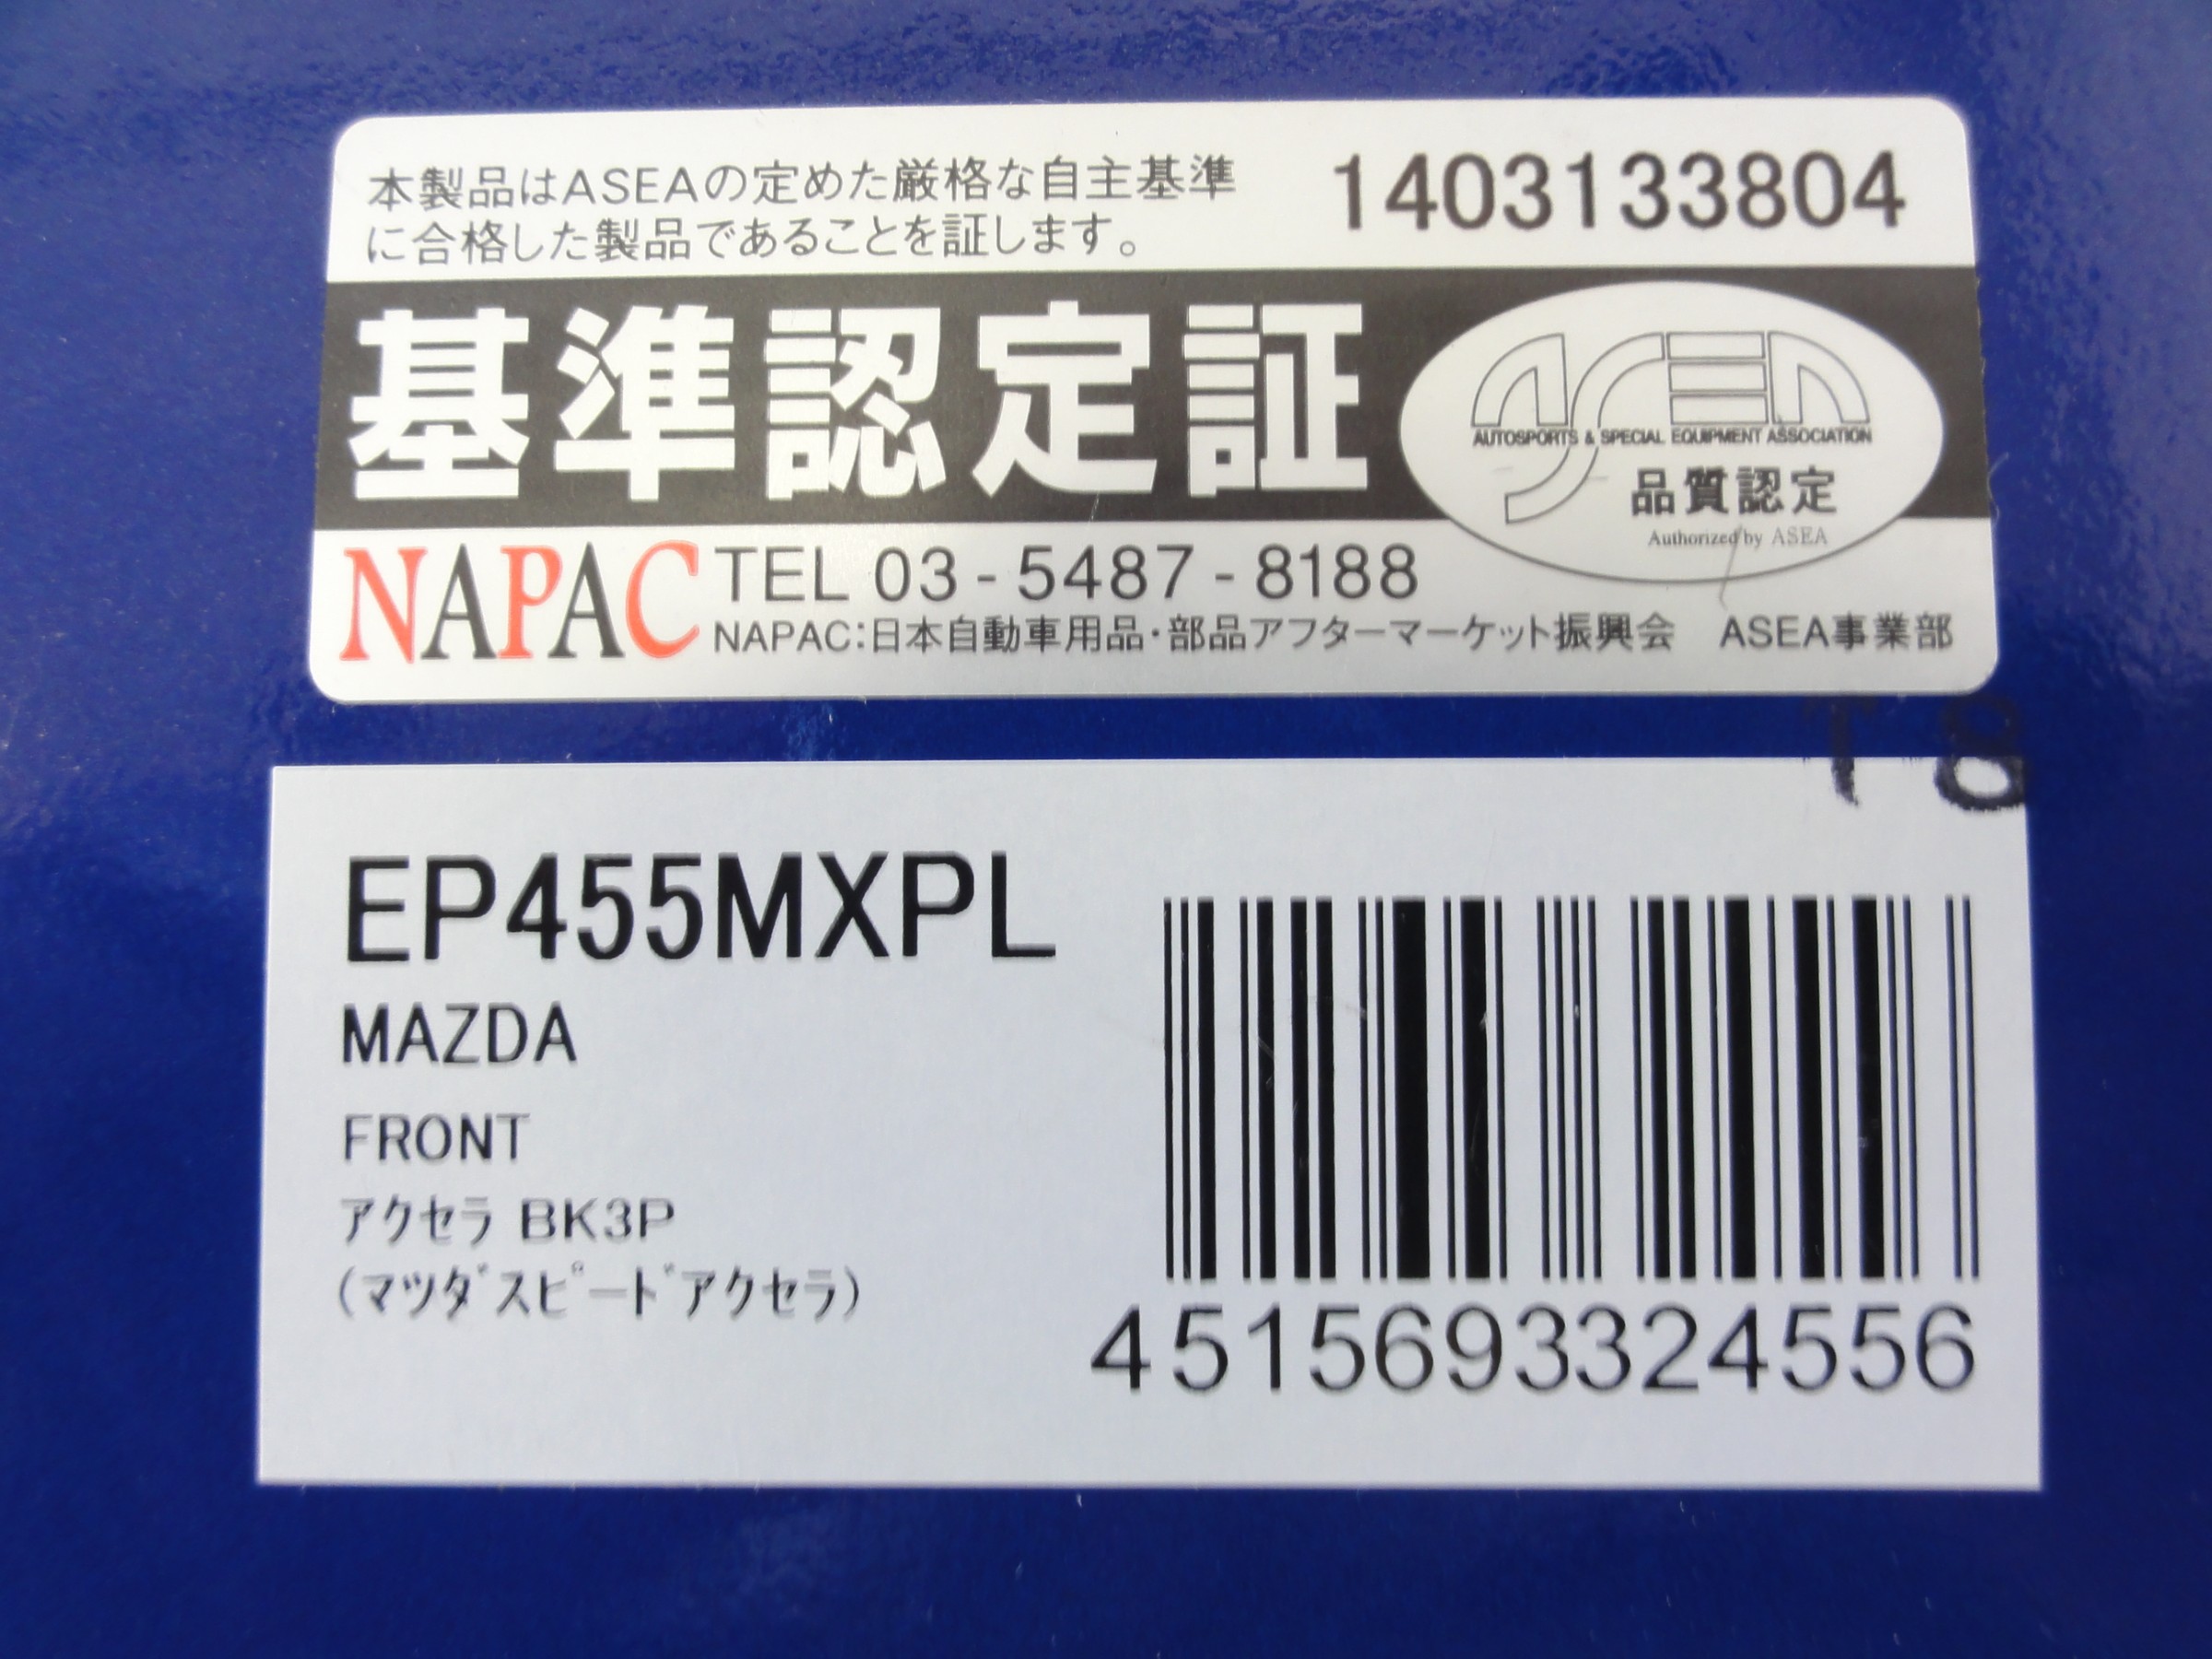 本製品はASEAの定めた厳格な自主基準
に合格した製品であることを証します。
1403133804
基準認定証
ASEA
AUTOSPORTS & SPECIAL EQUIPMENT ASSOCIATION
品質認定
Authorized by ASEA
NAPAC TEL 03-5487-8188
NAPAC:日本自動車用品・部品アフターマーケット振興会 ASEA事業部
EP455MXPL
MAZDA
FRONT
ｱｸｾﾗ BK3P
(ﾏﾂﾀﾞｽﾋﾟｰﾄﾞｱｸｾﾗ)
4515693324556